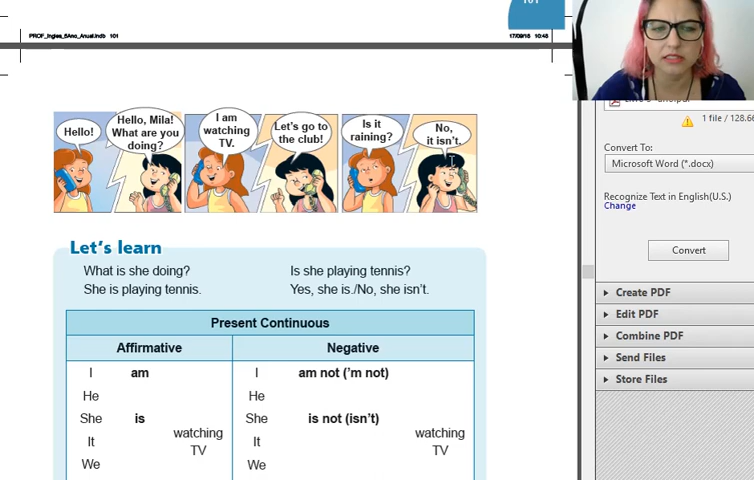 101
PROF_Ingles_5Ano_Anual.indb 101
17/09/18 10:45
Hello!
Hello, Mila!
What are you
doing?
I am
watching
TV.
Let's go to
the club!
Is it
raining?
No,
it isn't.
Let's learn
What is she doing?
She is playing tennis.
Is she playing tennis?
Yes, she is./No, she isn't.
Present Continuous
Affirmative
Negative
I am
He
She is
It
We
watching
TV
I am not ('m not)
He
She is not (isn't)
It
We
watching
TV
1 file / 128.66
Convert To:
Microsoft Word (*.docx)
Recognize Text in English(U.S.)
Change
Convert
Create PDF
Edit PDF
Combine PDF
Send Files
Store Files